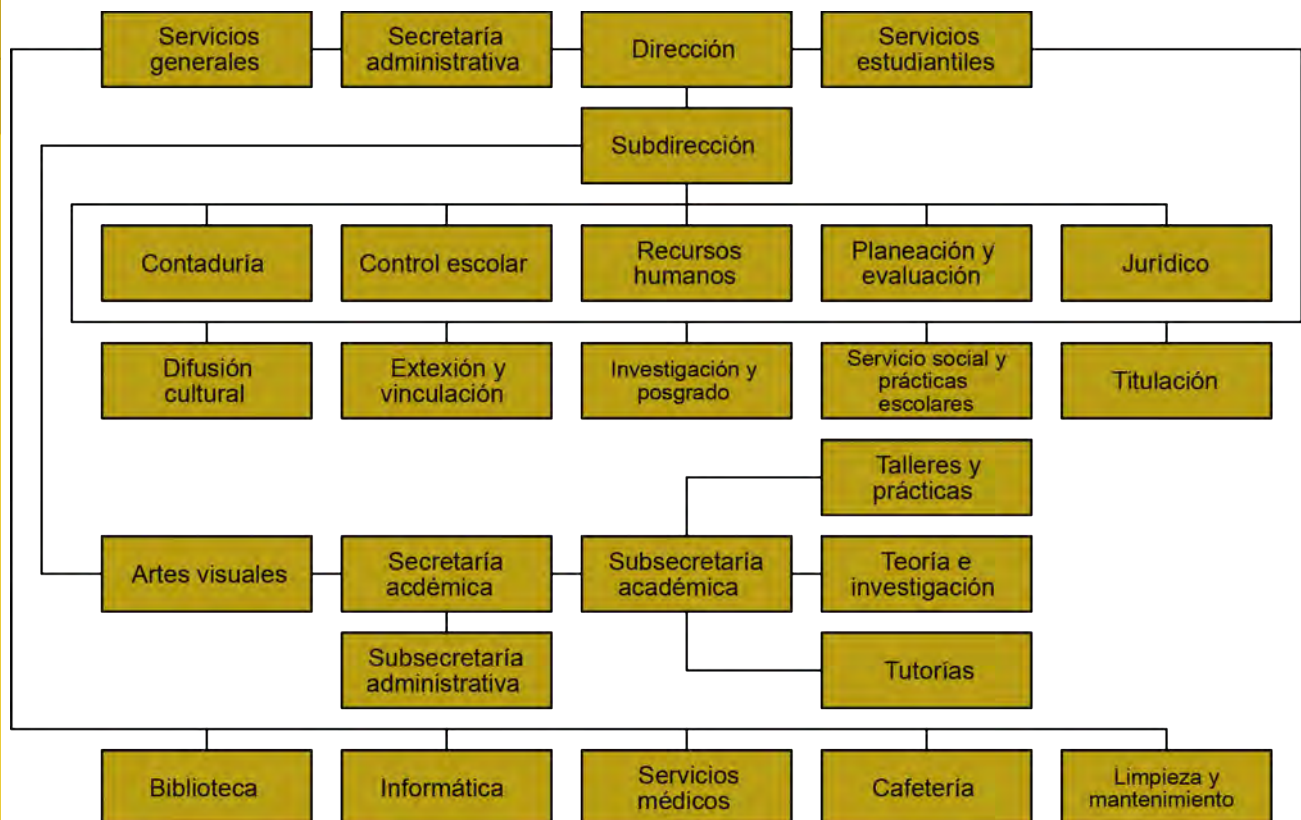 Servicios
generales
Secretaría
administrativa
Dirección
Servicios
estudiantiles
Subdirección
Contaduría
Control escolar
Recursos
humanos
Planeación y
evaluación
Jurídico
Difusión
cultural
Extexión y
vinculación
Investigación y
posgrado
Servicio social y
prácticas
escolares
Titulación
Talleres y
prácticas
Artes visuales
Secretaría
acdémica
Subsecretaría
académica
Teoría e
investigación
Subsecretaría
administrativa
Tutorías
Biblioteca
Informática
Servicios
médicos
Cafetería
Limpieza y
mantenimiento